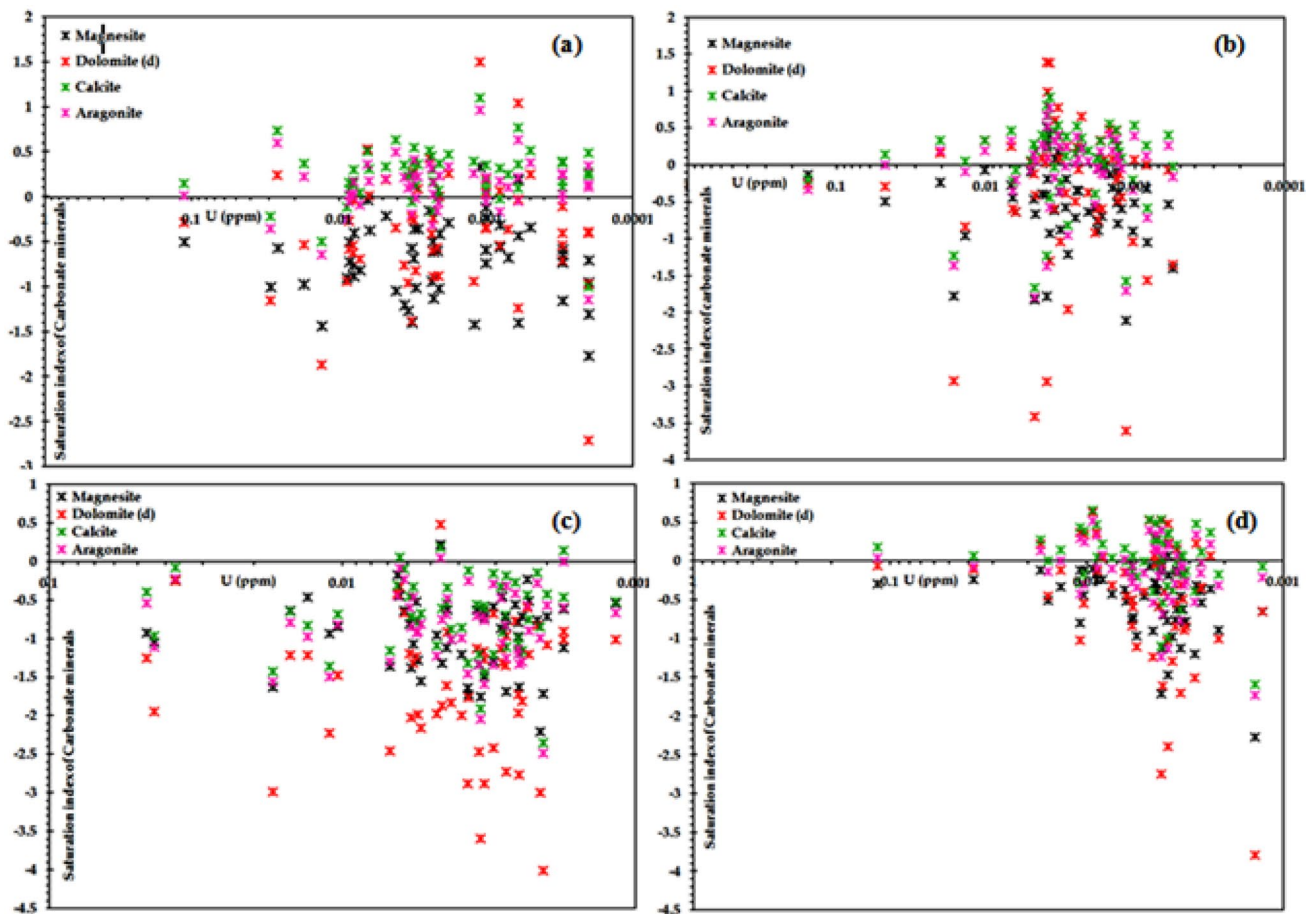 2
1.5
1
0.5
0
-0.5
-1
-1.5
-2
-2.5
-3
Magnesite
Dolomite (d)
Calcite
Aragonite
(a)
0.1
U (ppm)
0.01
0.001
0.0001
Saturation index of Carbonate minerals
2
1.5
1
0.5
0
-0.5
-1
-1.5
-2
-2.5
-3
-3.5
-4
Magnesite
Dolomite (d)
Calcite
Aragonite
(b)
U (ppm)
0.1
0.01
0.001
0.0001
Saturation index of carbonate minerals
1
0.5
0
-0.5
-1
-1.5
-2
-2.5
-3
-3.5
-4
-4.5
Magnesite
Dolomite (d)
Calcite
Aragonite
(c)
0.1
U (ppm)
0.01
0.001
Saturation index of Carbonate minerals
1
0.5
0
-0.5
-1
-1.5
-2
-2.5
-3
-3.5
-4
-4.5
Magnesite
Dolomite (d)
Calcite
Aragonite
(d)
0.1
U (ppm)
0.01
0.001
Saturation index of Carbonate minerals